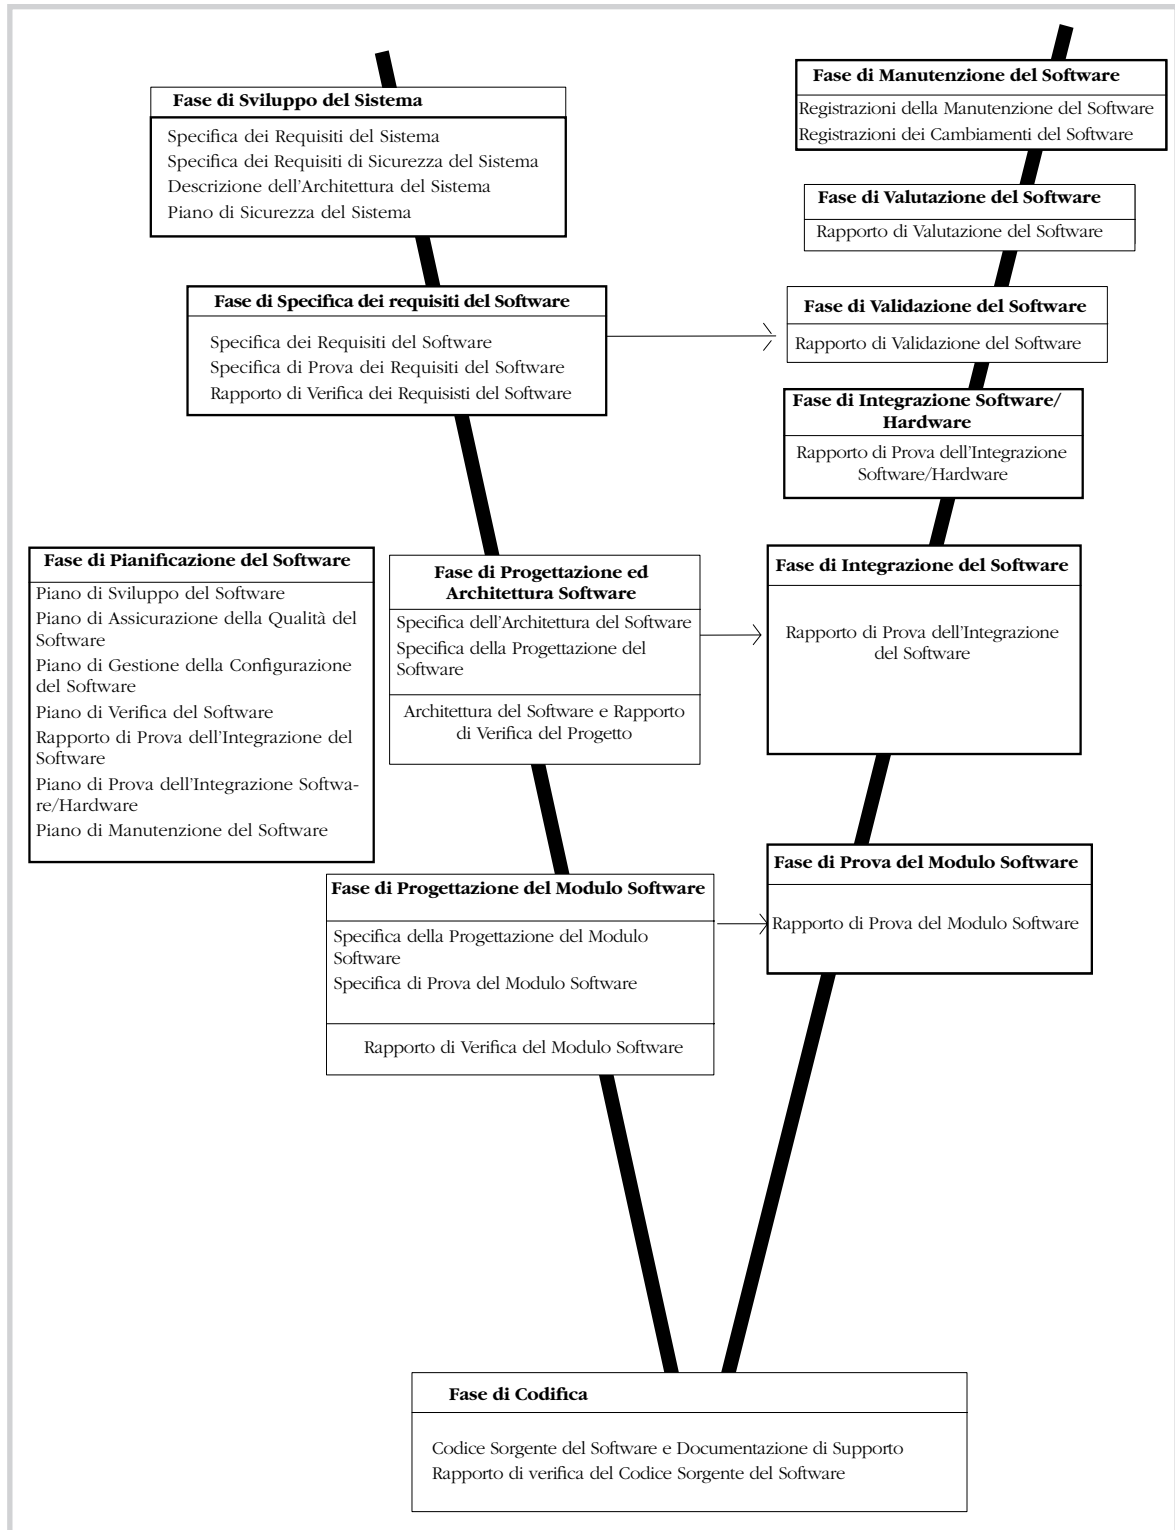 Fase di Sviluppo del Sistema
Specifica dei Requisiti del Sistema
Specifica dei Requisiti di Sicurezza del Sistema
Descrizione dell'Architettura del Sistema
Piano di Sicurezza del Sistema
Fase di Manutenzione del Software
Registrazioni della Manutenzione del Software
Registrazioni dei Cambiamenti del Software
Fase di Valutazione del Software
Rapporto di Valutazione del Software
Fase di Specifica dei requisiti del Software
Specifica dei Requisiti del Software
Specifica di Prova dei Requisiti del Software
Rapporto di Verifica dei Requisisti del Software
Fase di Validazione del Software
Rapporto di Validazione del Software
Fase di Integrazione Software/
Hardware
Rapporto di Prova dell'Integrazione
Software/Hardware
Fase di Pianificazione del Software
Piano di Sviluppo del Software
Piano di Assicurazione della Qualità del
Software
Piano di Gestione della Configurazione
del Software
Piano di Verifica del Software
Rapporto di Prova dell'Integrazione del
Software
Piano di Prova dell'Integrazione Softwa-
re/Hardware
Piano di Manutenzione del Software
Fase di Progettazione ed
Architettura Software
Specifica dell'Architettura del Software
Specifica della Progettazione del
Software
Architettura del Software e Rapporto
di Verifica del Progetto
Fase di Integrazione del Software
Rapporto di Prova dell'Integrazione
del Software
Fase di Progettazione del Modulo Software
Specifica della Progettazione del Modulo
Software
Specifica di Prova del Modulo Software
Rapporto di Verifica del Modulo Software
Fase di Prova del Modulo Software
Rapporto di Prova del Modulo Software
Fase di Codifica
Codice Sorgente del Software e Documentazione di Supporto
Rapporto di verifica del Codice Sorgente del Software